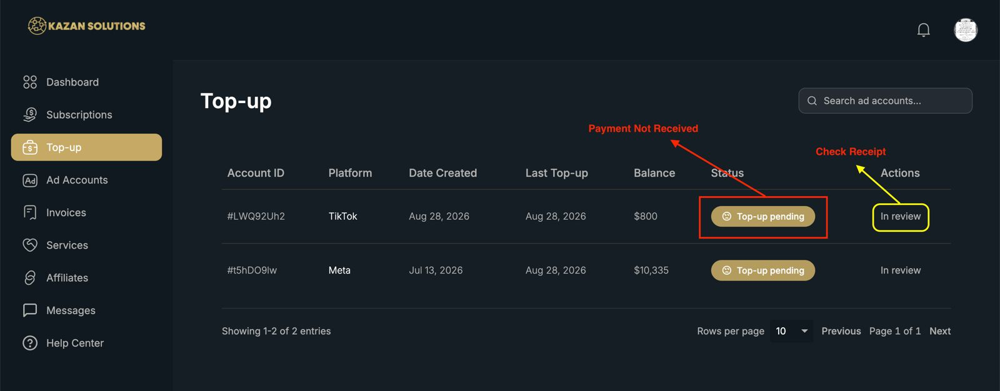 KAZAN SOLUTIONS
Dashboard
Subscriptions
Top-up
Ad Accounts
Invoices
Services
Affiliates
Messages
Help Center
Top-up
Search ad accounts...
Payment Not Received
Check Receipt
Account ID Platform Date Created Last Top-up Balance Status Actions
#LWQ92Uh2 TikTok Aug 28, 2026 Aug 28, 2026 $800 Top-up pending In review
#t5hDO9lw Meta Jul 13, 2026 Aug 28, 2026 $10,335 Top-up pending In review
Showing 1-2 of 2 entries Rows per page 10 Previous Page 1 of 1 Next